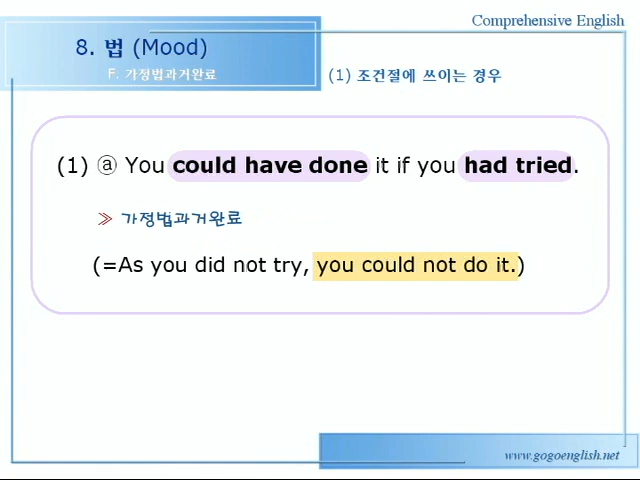 Comprehensive English
8. 법 (Mood)
F. 가정법과거완료
(1) 조건절에 쓰이는 경우
(1) ⓐ You could have done it if you had tried.
≫ 가정법과거완료
(=As you did not try, you could not do it.)
www.gogoenglish.net